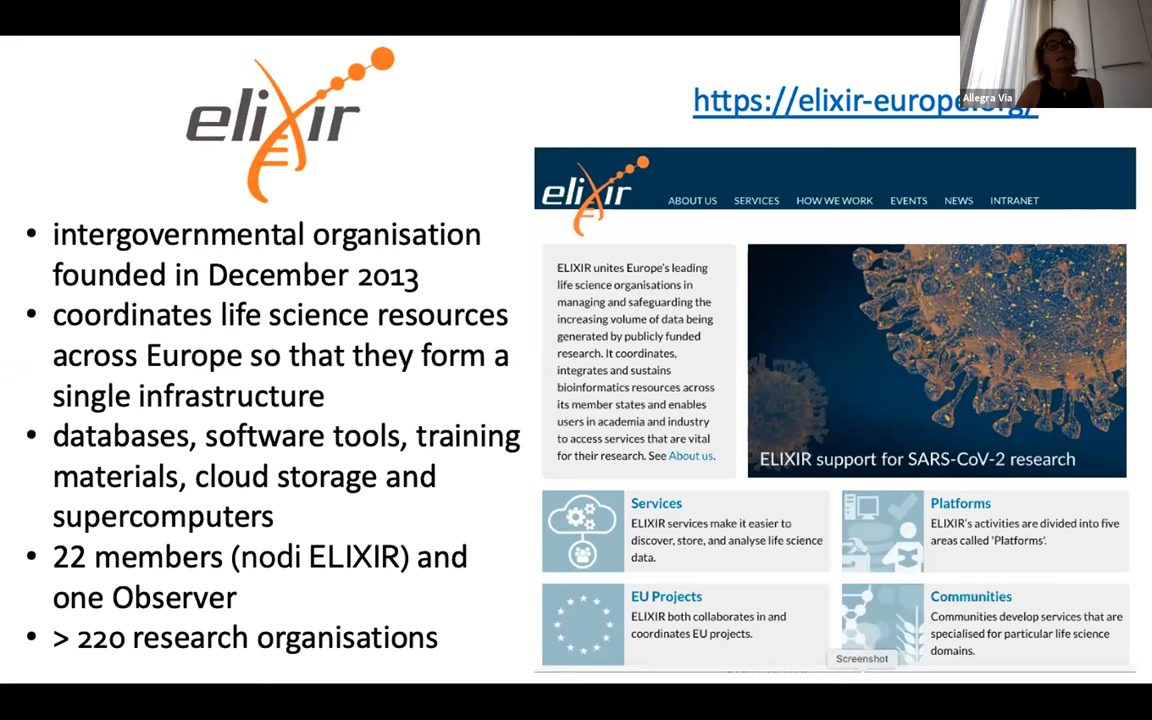 elixir
https://elixir-europe.org/
Allegra Via
• intergovernmental organisation
founded in December 2013
• coordinates life science resources
across Europe so that they form a
single infrastructure
• databases, software tools, training
materials, cloud storage and
supercomputers
• 22 members (nodi ELIXIR) and
one Observer
• > 220 research organisations
elixir
ABOUT US SERVICES HOW WE WORK EVENTS NEWS INTRANET
ELIXIR unites Europe's leading
life science organisations in
managing and safeguarding the
increasing volume of data being
generated by publicly funded
research. It coordinates,
integrates and sustains
bioinformatics resources across
its member states and enables
users in academia and industry
to access services that are vital
for their research. See About us.
ELIXIR support for SARS-CoV-2 research
Services
ELIXIR services make it easier to
discover, store, and analyse life science
data.
Platforms
ELIXIR's activities are divided into five
areas called 'Platforms'.
EU Projects
ELIXIR both collaborates in and
coordinates EU projects.
Communities
Communities develop services that are
specialised for particular life science
domains.
Screenshot